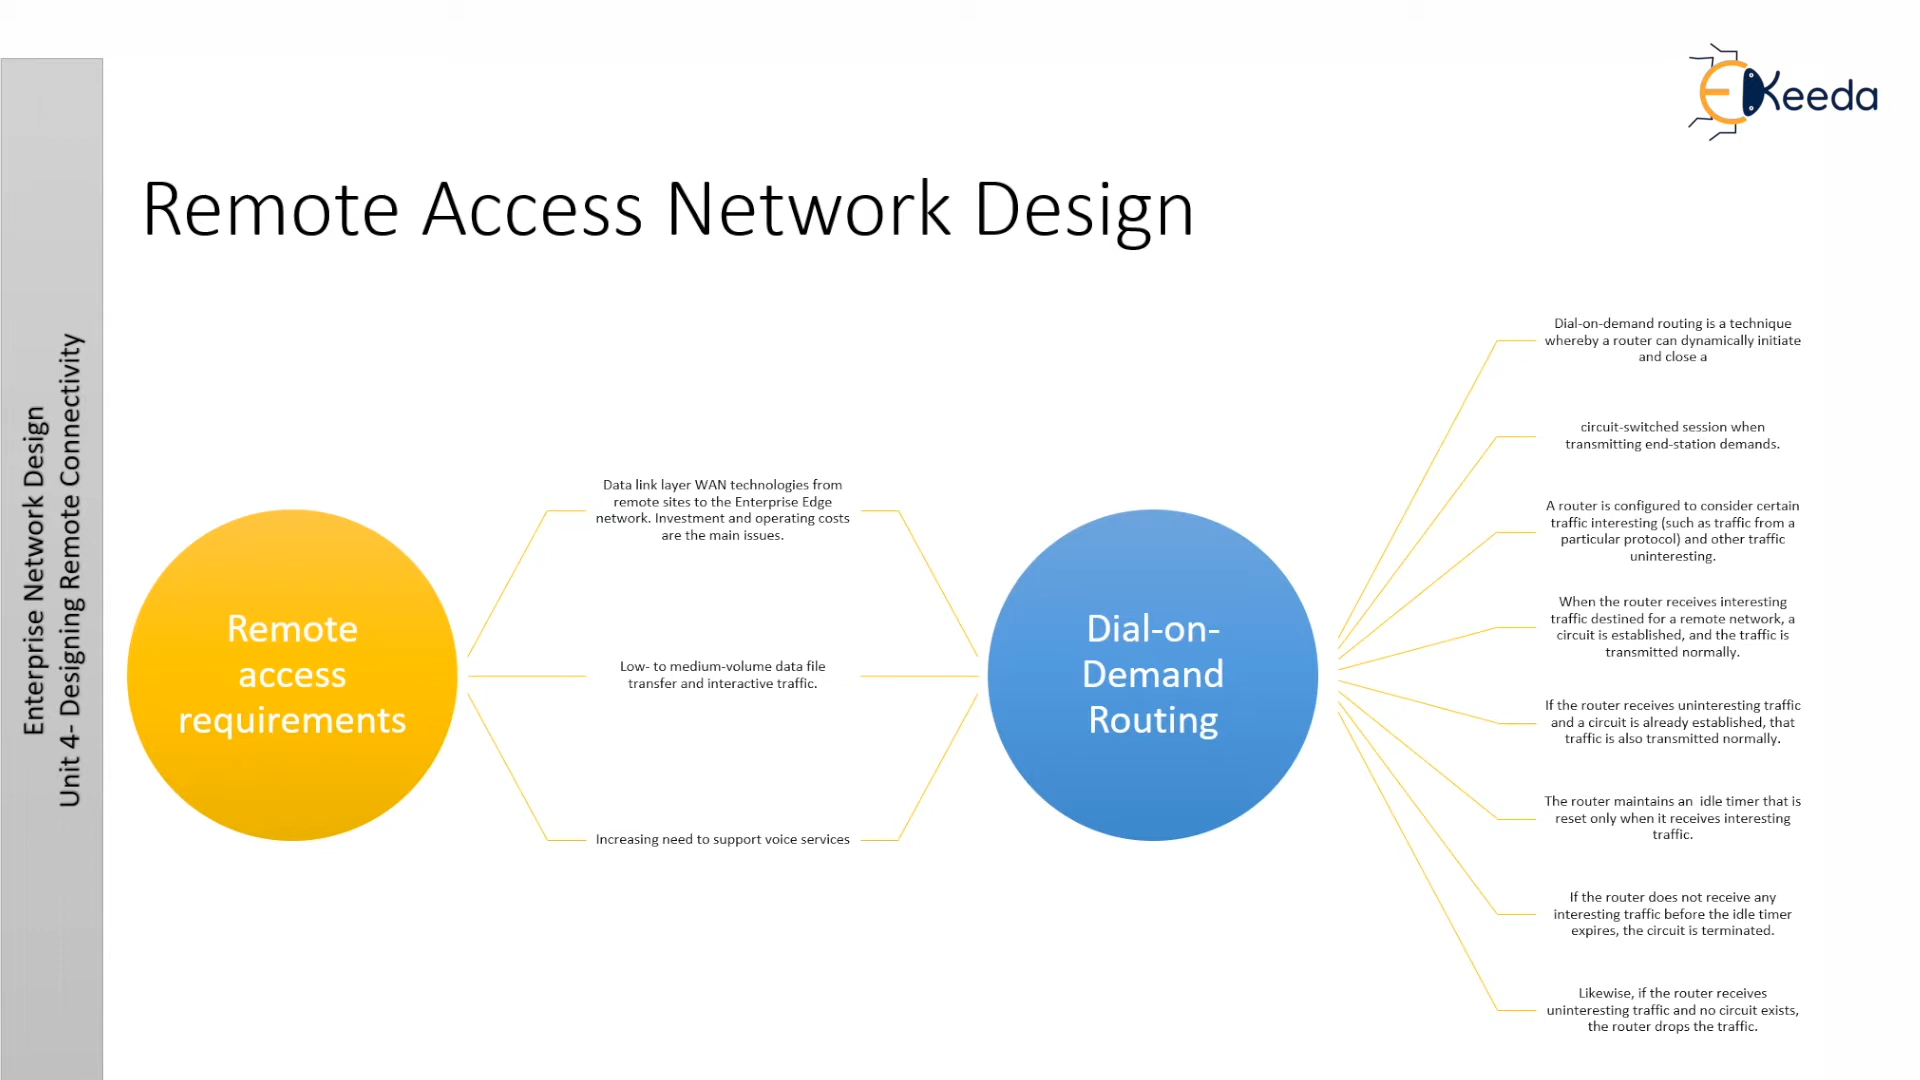 EKeeda
Enterprise Network Design
Unit 4- Designing Remote Connectivity
Remote Access Network Design
Remote
access
requirements
Data link layer WAN technologies from
remote sites to the Enterprise Edge
network. Investment and operating costs
are the main issues.
Low- to medium-volume data file
transfer and interactive traffic.
Increasing need to support voice services
Dial-on-
Demand
Routing
Dial-on-demand routing is a technique
whereby a router can dynamically initiate
and close a
circuit-switched session when
transmitting end-station demands.
A router is configured to consider certain
traffic interesting (such as traffic from a
particular protocol) and other traffic
uninteresting.
When the router receives interesting
traffic destined for a remote network, a
circuit is established, and the traffic is
transmitted normally.
If the router receives uninteresting traffic
and a circuit is already established, that
traffic is also transmitted normally.
The router maintains an  idle timer that is
reset only when it receives interesting
traffic.
If the router does not receive any
interesting traffic before the idle timer
expires, the circuit is terminated.
Likewise, if the router receives
uninteresting traffic and no circuit exists,
the router drops the traffic.